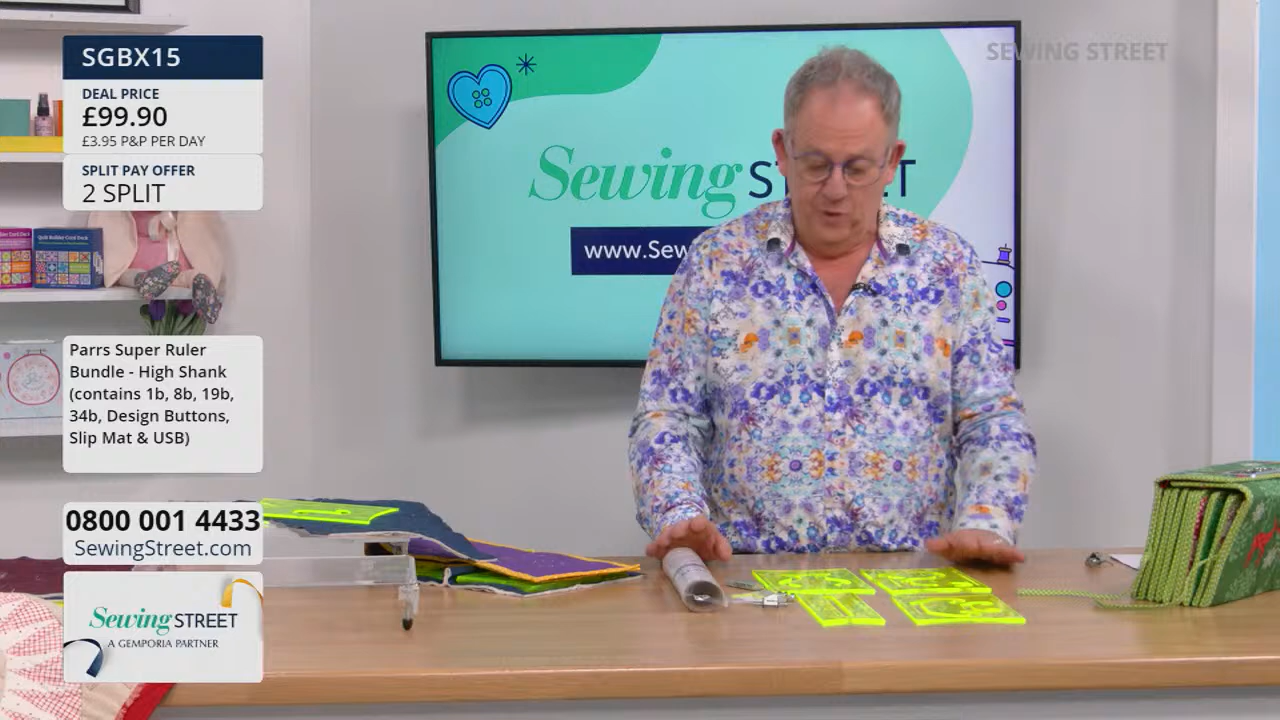 SGBX15
DEAL PRICE
£99.90
£3.95 P&P PER DAY
SPLIT PAY OFFER
2 SPLIT
Parrs Super Ruler
Bundle - High Shank
(contains 1b, 8b, 19b,
34b, Design Buttons,
Slip Mat & USB)
0800 001 4433
SewingStreet.com
Sewing STREET
A GEMPORIA PARTNER
SEWING STREET
Sewing
www.Sew